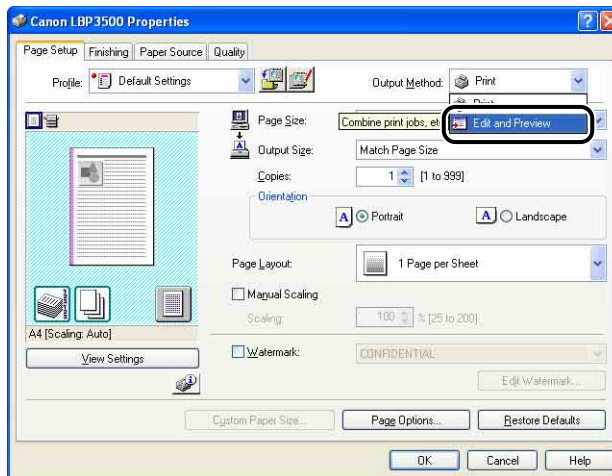 Canon LBP3500 Properties
Page Setup Finishing Paper Source Quality
Profile: Default Settings Output Method: Print
Print
Page Size: Combine print jobs, etc Edit and Preview
Output Size: Match Page Size
Copies: 1 [1 to 999]
Orientation
A Portrait A Landscape
Page Layout: 1 Page per Sheet
Manual Scaling
Scaling: 100 % [25 to 200]
A4 [Scaling: Auto]
View Settings
Watermark: CONFIDENTIAL
Edit Watermark...
Custom Paper Size... Page Options... Restore Defaults
OK Cancel Help